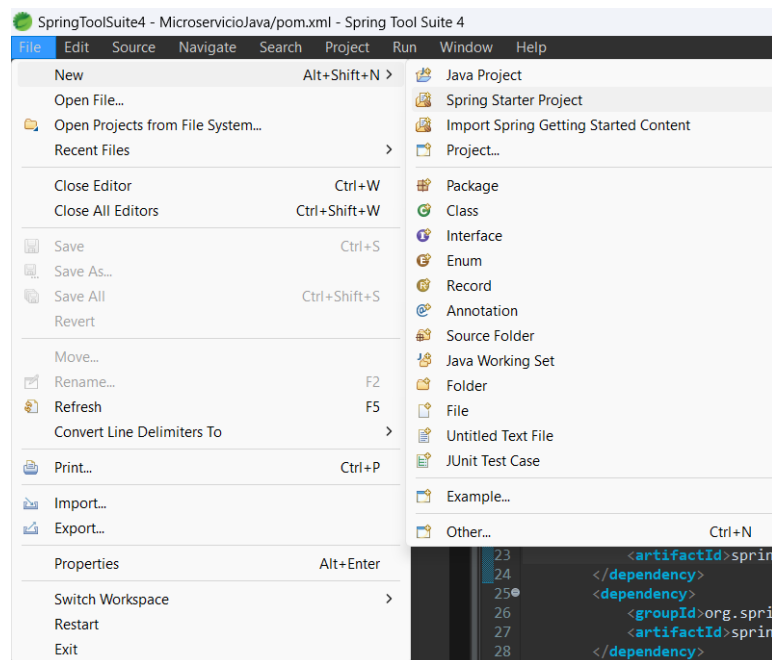 SpringToolSuite4 - MicroservicioJava/pom.xml - Spring Tool Suite 4
File Edit Source Navigate Search Project Run Window Help
New Alt+Shift+N >
Open File...
Open Projects from File System...
Recent Files >
Close Editor Ctrl+W
Close All Editors Ctrl+Shift+W
Save Ctrl+S
Save As...
Save All Ctrl+Shift+S
Revert
Move...
Rename... F2
Refresh F5
Convert Line Delimiters To >
Print... Ctrl+P
Import...
Export...
Properties Alt+Enter
Switch Workspace >
Restart
Exit
Java Project
Spring Starter Project
Import Spring Getting Started Content
Project...
Package
Class
Interface
Enum
Record
Annotation
Source Folder
Java Working Set
Folder
File
Untitled Text File
JUnit Test Case
Example...
Other... Ctrl+N
23 <artifactId>sprin
24 </dependency>
25 <dependency>
26 <groupId>org.spri
27 <artifactId>sprin
28 </dependency>